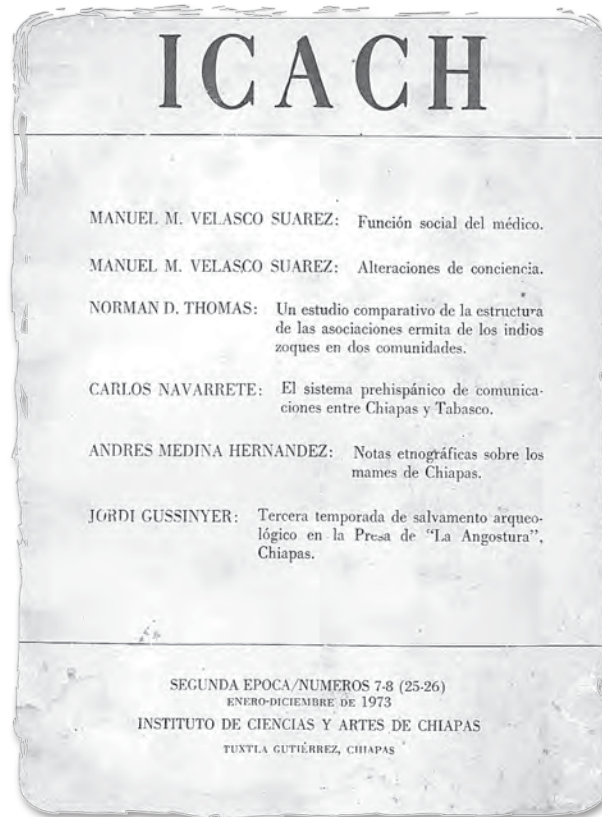 ICACH
MANUEL M. VELASCO SUAREZ: Función social del médico.
MANUEL M. VELASCO SUAREZ: Alteraciones de conciencia.
NORMAN D. THOMAS: Un estudio comparativo de la estructura
de las asociaciones ermita de los indios
zoques en dos comunidades.
CARLOS NAVARRETE: El sistema prehispánico de comunica-
ciones entre Chiapas y Tabasco.
ANDRES MEDINA HERNANDEZ: Notas etnográficas sobre los
mames de Chiapas.
JORDI GUSSINYER: Tercera temporada de salvamento arqueo-
lógico en la Presa de "La Angostura",
Chiapas.
SEGUNDA EPOCA/NUMEROS 7-8 (25-26)
ENERO-DICIEMBRE DE 1973
INSTITUTO DE CIENCIAS Y ARTES DE CHIAPAS
TUXTLA GUTIÉRREZ, CHIAPAS